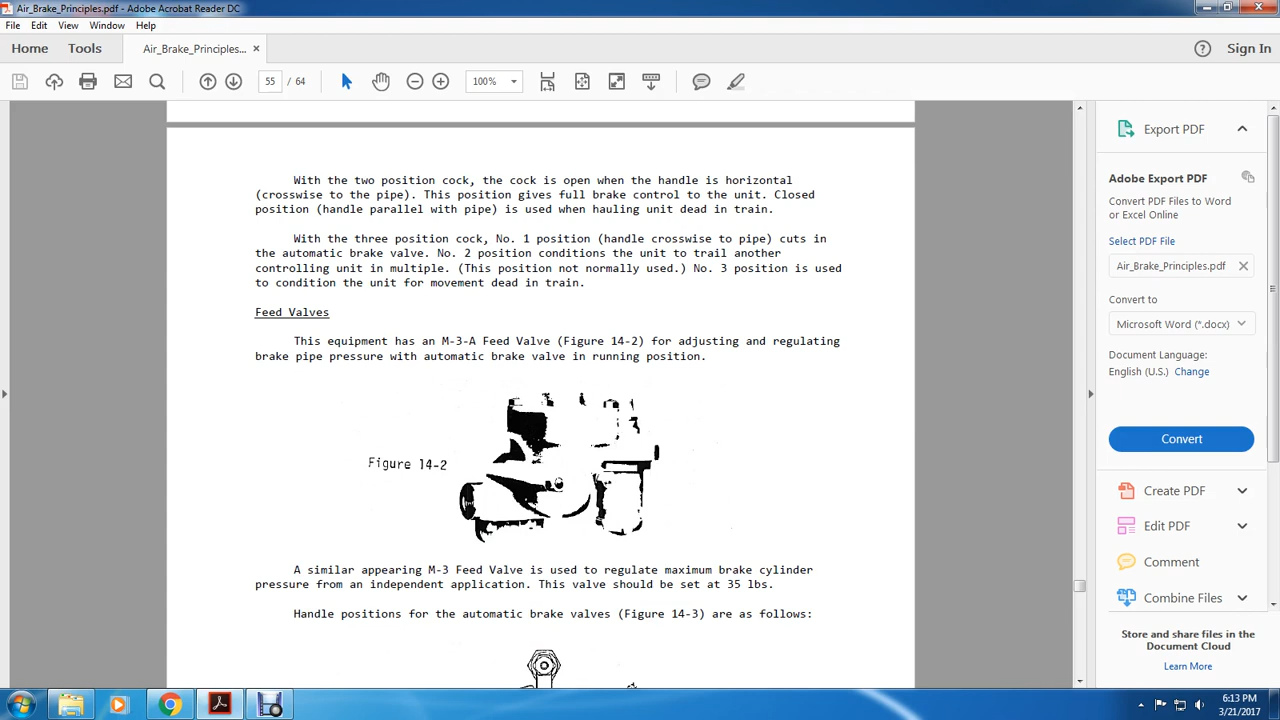 Air_Brake_Principles.pdf - Adobe Acrobat Reader DC
File Edit View Window Help
Home Tools Air_Brake_Principles... × ? Sign In
55 / 64 100%
With the two position cock, the cock is open when the handle is horizontal
(crosswise to the pipe). This position gives full brake control to the unit. Closed
position (handle parallel with pipe) is used when hauling unit dead in train.
With the three position cock, No. 1 position (handle crosswise to pipe) cuts in
the automatic brake valve. No. 2 position conditions the unit to trail another
controlling unit in multiple. (This position not normally used.) No. 3 position is used
to condition the unit for movement dead in train.
Feed Valves
This equipment has an M-3-A Feed Valve (Figure 14-2) for adjusting and regulating
brake pipe pressure with automatic brake valve in running position.
Figure 14-2
A similar appearing M-3 Feed Valve is used to regulate maximum brake cylinder
pressure from an independent application. This valve should be set at 35 lbs.
Handle positions for the automatic brake valves (Figure 14-3) are as follows:
Export PDF
Adobe Export PDF
Convert PDF Files to Word
or Excel Online
Select PDF File
Air_Brake_Principles.pdf
Convert to
Microsoft Word (*.docx)
Document Language:
English (U.S.) Change
Convert
Create PDF
Edit PDF
Comment
Combine Files
Store and share files in the
Document Cloud
Learn More
6:13 PM
3/21/2017